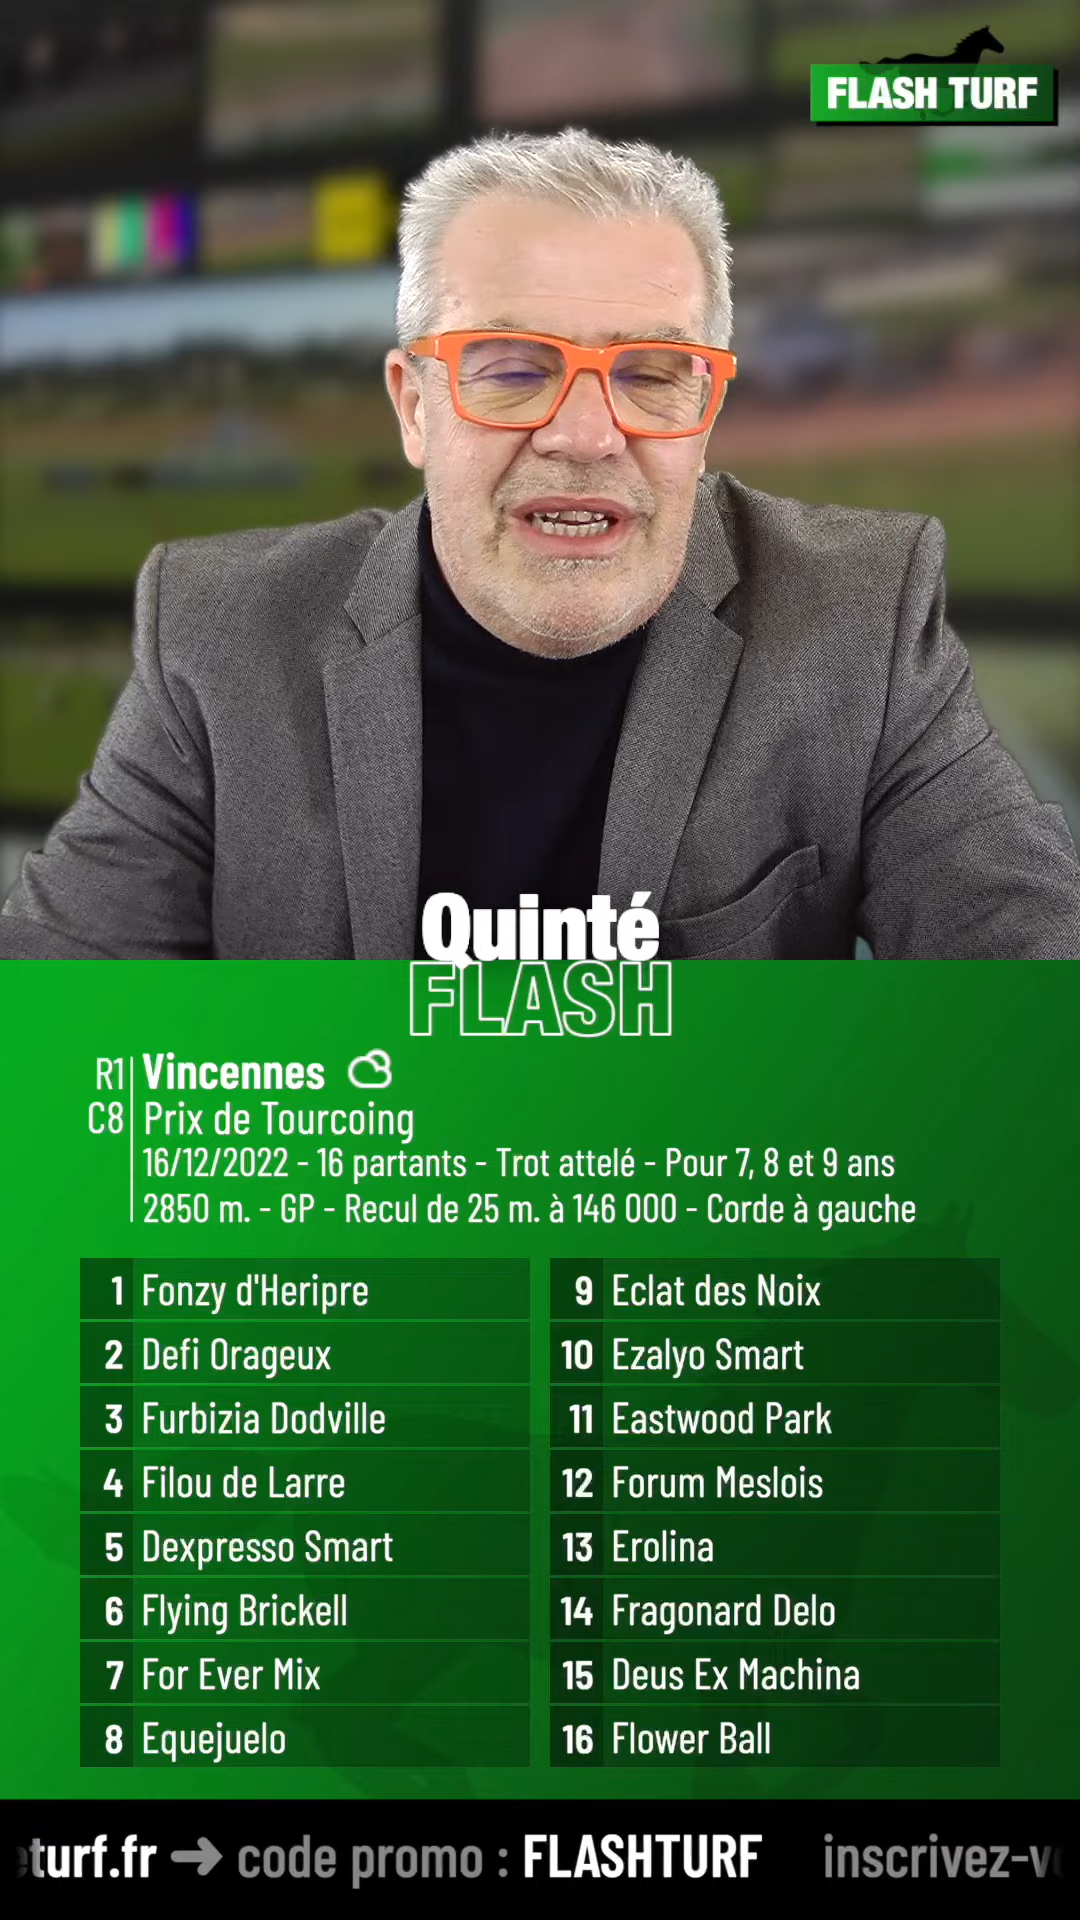 FLASH TURF
Quinté
FLASH
R1 Vincennes
C8 Prix de Tourcoing
16/12/2022 - 16 partants - Trot attelé - Pour 7, 8 et 9 ans
2850 m. - GP - Recul de 25 m. à 146 000 - Corde à gauche
1 Fonzy d'Heripre
2 Defi Orageux
3 Furbizia Dodville
4 Filou de Larre
5 Dexpresso Smart
6 Flying Brickell
7 For Ever Mix
8 Equejuelo
9 Eclat des Noix
10 Ezalyo Smart
11 Eastwood Park
12 Forum Meslois
13 Erolina
14 Fragonard Delo
15 Deus Ex Machina
16 Flower Ball
turf.fr ➔ code promo : FLASHTURF inscrivez-v